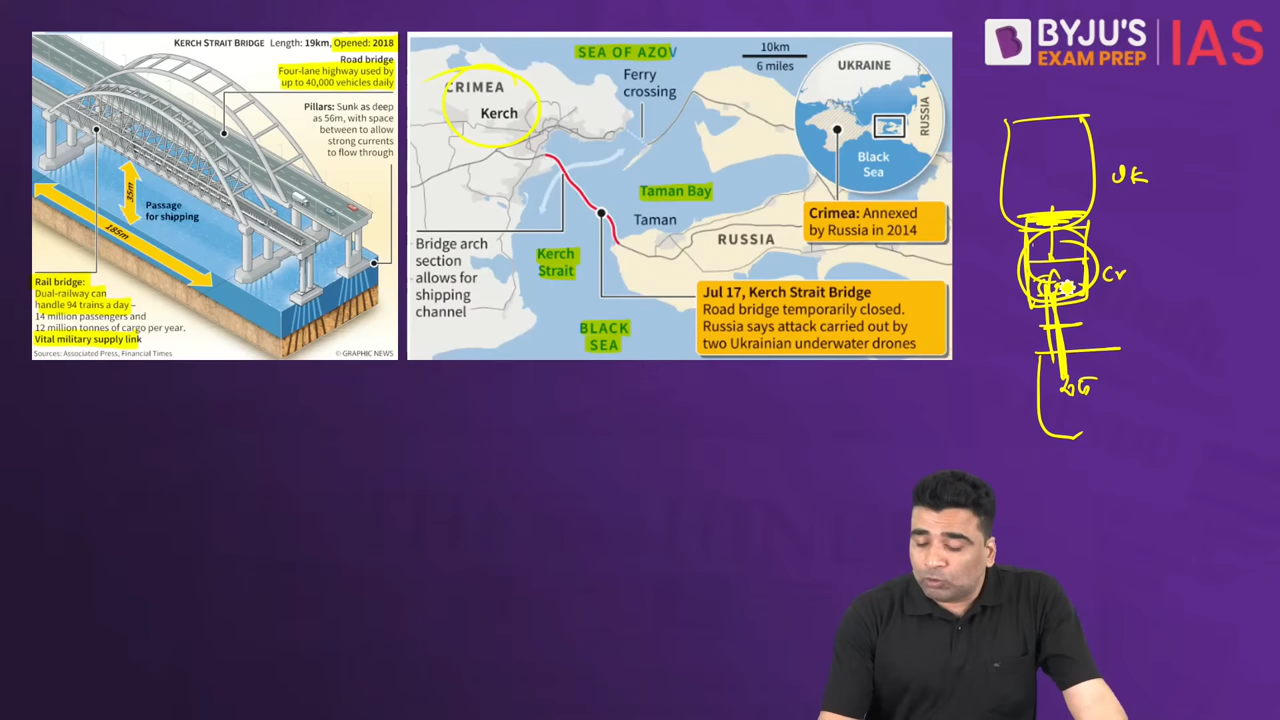 KERCH STRAIT BRIDGE Length: 19km, Opened: 2018
Road bridge
Four-lane highway used by
up to 40,000 vehicles daily
Pillars: Sunk as deep
as 56m, with space
between to allow
strong currents
to flow through
35m
Passage
for shipping
185m
Rail bridge:
Dual-railway can
handle 94 trains a day –
14 million passengers and
12 million tonnes of cargo per year.
Vital military supply link
Sources: Associated Press, Financial Times
© GRAPHIC NEWS
SEA OF AZOV
10km
6 miles
CRIMEA
Kerch
Ferry
crossing
UKRAINE
RUSSIA
Black
Sea
Taman Bay
Taman
RUSSIA
Crimea: Annexed
by Russia in 2014
Bridge arch
section
allows for
shipping
channel
Kerch
Strait
BLACK
SEA
Jul 17, Kerch Strait Bridge
Road bridge temporarily closed.
Russia says attack carried out by
two Ukrainian underwater drones
BYJU'S
EXAM PREP
IAS
UK
Cr